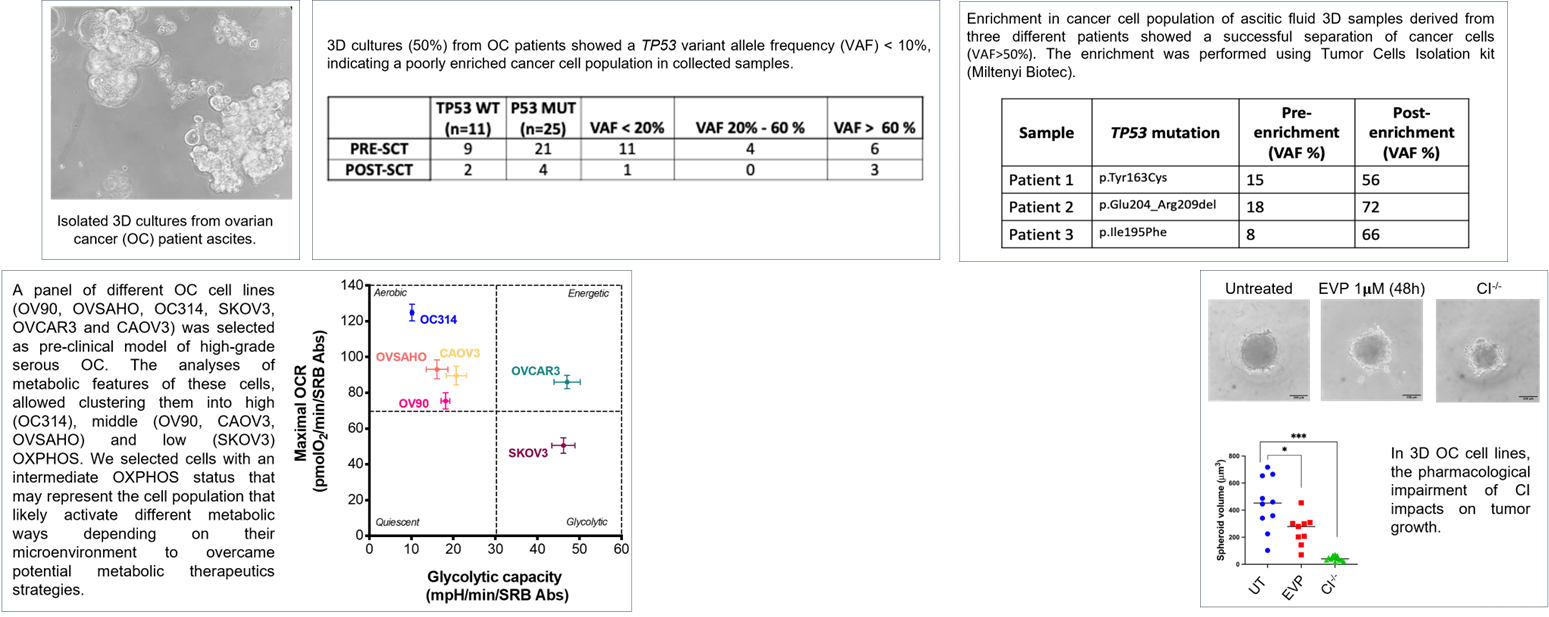 Isolated 3D cultures from ovarian
cancer (OC) patient ascites.
3D cultures (50%) from OC patients showed a TP53 variant allele frequency (VAF) < 10%,
indicating a poorly enriched cancer cell population in collected samples.
TP53 WT (n=11) P53 MUT (n=25) VAF < 20% VAF 20% - 60 % VAF > 60 %
PRE-SCT 9 21 11 4 6
POST-SCT 2 4 1 0 3
Enrichment in cancer cell population of ascitic fluid 3D samples derived from
three different patients showed a successful separation of cancer cells
(VAF>50%). The enrichment was performed using Tumor Cells Isolation kit
(Miltenyi Biotec).
Sample TP53 mutation Pre-enrichment (VAF %) Post-enrichment (VAF %)
Patient 1 p.Tyr163Cys 15 56
Patient 2 p.Glu204_Arg209del 18 72
Patient 3 p.Ile195Phe 8 66
A panel of different OC cell lines
(OV90, OVSAHO, OC314, SKOV3,
OVCAR3 and CAOV3) was selected
as pre-clinical model of high-grade
serous OC. The analyses of
metabolic features of these cells,
allowed clustering them into high
(OC314), middle (OV90, CAOV3,
OVSAHO) and low (SKOV3)
OXPHOS. We selected cells with an
intermediate OXPHOS status that
may represent the cell population that
likely activate different metabolic
ways depending on their
microenvironment to overcame
potential metabolic therapeutics
strategies.
Maximal OCR
(pmolO2/min/SRB Abs)
140
120
100
80
60
40
20
0
Aerobic
Energetic
OC314
OVSAHO
CAOV3
OVCAR3
OV90
SKOV3
Quiescent
Glycolytic
0 10 20 30 40 50 60
Glycolytic capacity
(mpH/min/SRB Abs)
Untreated EVP 1μM (48h) CI-/-
Spheroid volume (μm3)
800
600
400
200
0
***
*
UT
EVP
CI-/-
In 3D OC cell lines,
the pharmacological
impairment of CI
impacts on tumor
growth.